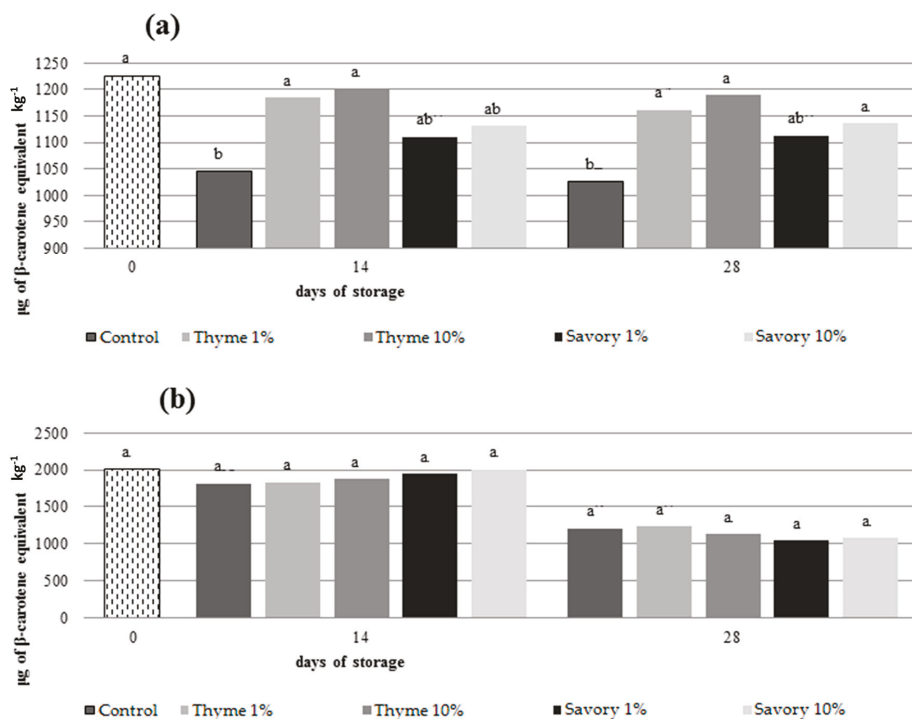 (a)
µg of β-carotene equivalent kg⁻¹
1250
1200
1150
1100
1050
1000
950
900
a
b
a
a
ab
ab
b
a
a
ab
a
0 14 28
days of storage
Control Thyme 1% Thyme 10% Savory 1% Savory 10%
(b)
µg of β-carotene equivalent kg⁻¹
2500
2000
1500
1000
500
0
a
a
a
a
a
a
a
a
a
a
a
0 14 28
days of storage
Control Thyme 1% Thyme 10% Savory 1% Savory 10%